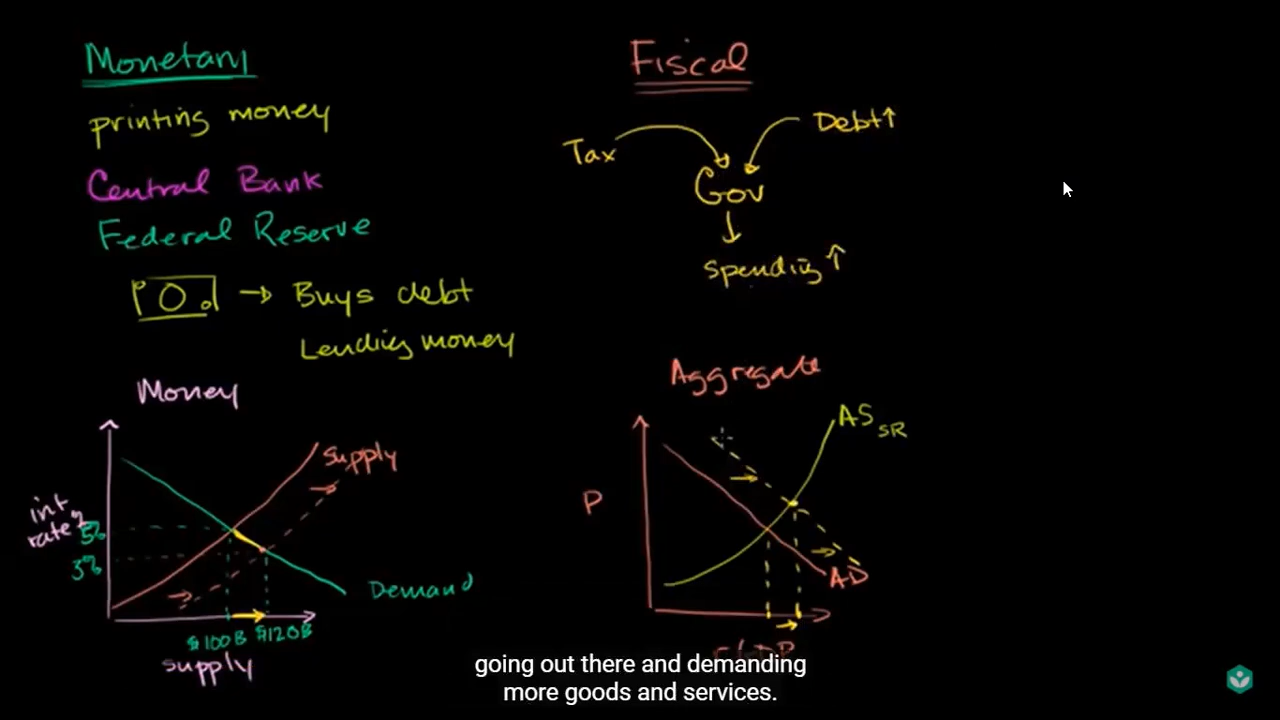 Monetary
printing money
Central Bank
Federal Reserve
→ Buys debt
Lending money
Money
int
rate
5%
3%
supply
Demand
$100B $120B
supply
Fiscal
Tax
Debt↑
Gov
↓
Spending↑
Aggregate
P
AS SR
AD
going out there and demanding
more goods and services.